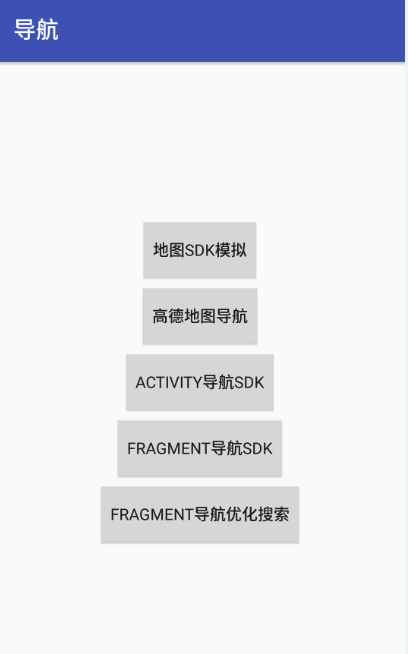 导航
地图SDK模拟
高德地图导航
ACTIVITY导航SDK
FRAGMENT导航SDK
FRAGMENT导航优化搜索